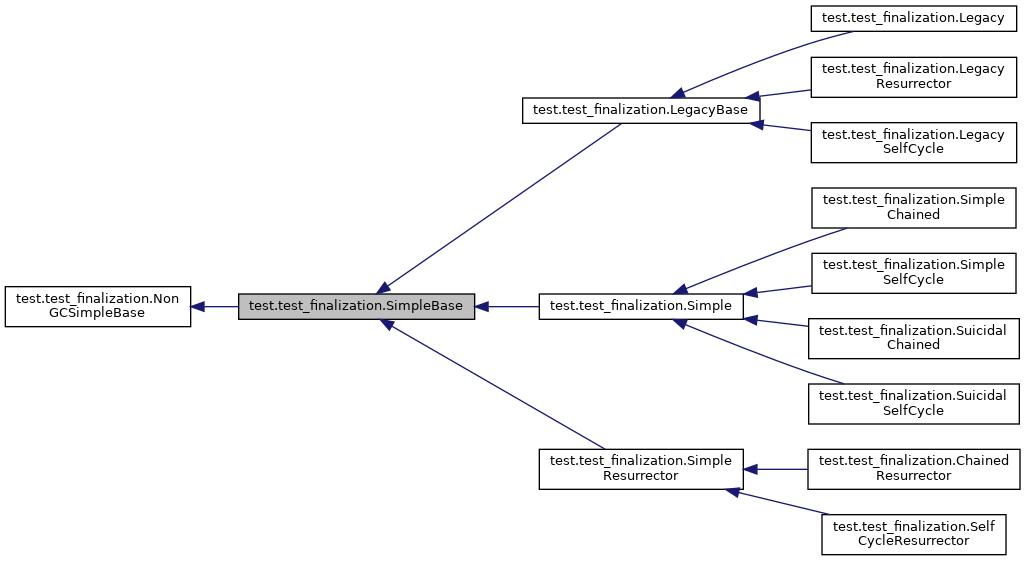 test.test_finalization.Legacy
test.test_finalization.Legacy
Resurrector
test.test_finalization.LegacyBase
test.test_finalization.Legacy
SelfCycle
test.test_finalization.Simple
Chained
test.test_finalization.Simple
SelfCycle
test.test_finalization.Non
GCSimpleBase
test.test_finalization.SimpleBase
test.test_finalization.Simple
test.test_finalization.Suicidal
Chained
test.test_finalization.Suicidal
SelfCycle
test.test_finalization.Simple
Resurrector
test.test_finalization.Chained
Resurrector
test.test_finalization.Self
CycleResurrector